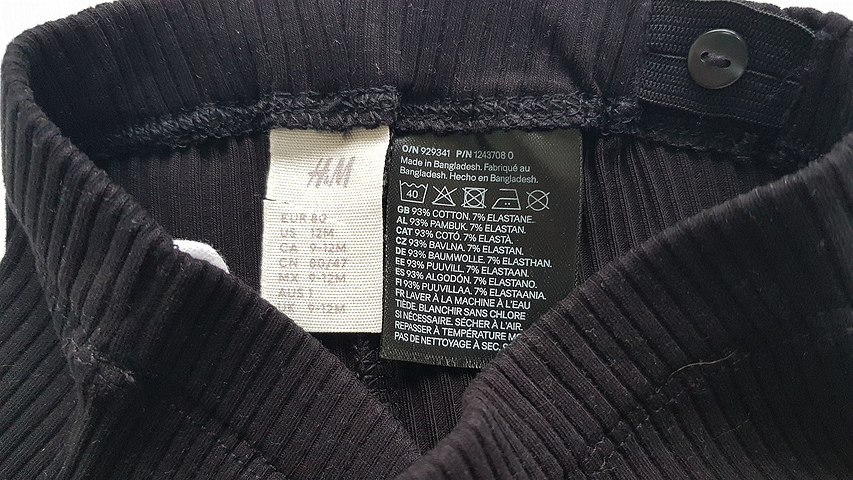 H&M
EUR 80
US 12M
CA 9-12M
CN 80/47
MX 9-12M
AUS 1
9-12M
O/N 929341 P/N 1243708 0
Made in Bangladesh. Fabriqué au
Bangladesh. Hecho en Bangladesh.
40
GB 93% COTTON. 7% ELASTANE.
AL 93% PAMBUK. 7% ELASTAN.
CAT 93% COTÓ. 7% ELASTÀ.
CZ 93% BAVLNA. 7% ELASTHAN.
DE 93% BAUMWOLLE. 7% ELASTHAN.
EE 93% PUUVILL. 7% ELASTAAN.
ES 93% ALGODÓN. 7% ELASTANO.
FI 93% PUUVILLAA. 7% ELASTAANIA.
FR LAVER À LA MACHINE À L'EAU
TIÈDE, BLANCHIR SANS CHLORE
SI NÉCESSAIRE. SÉCHER À L'AIR.
REPASSER À TEMPÉRATURE
PAS DE NETTOYAGE À SEC.